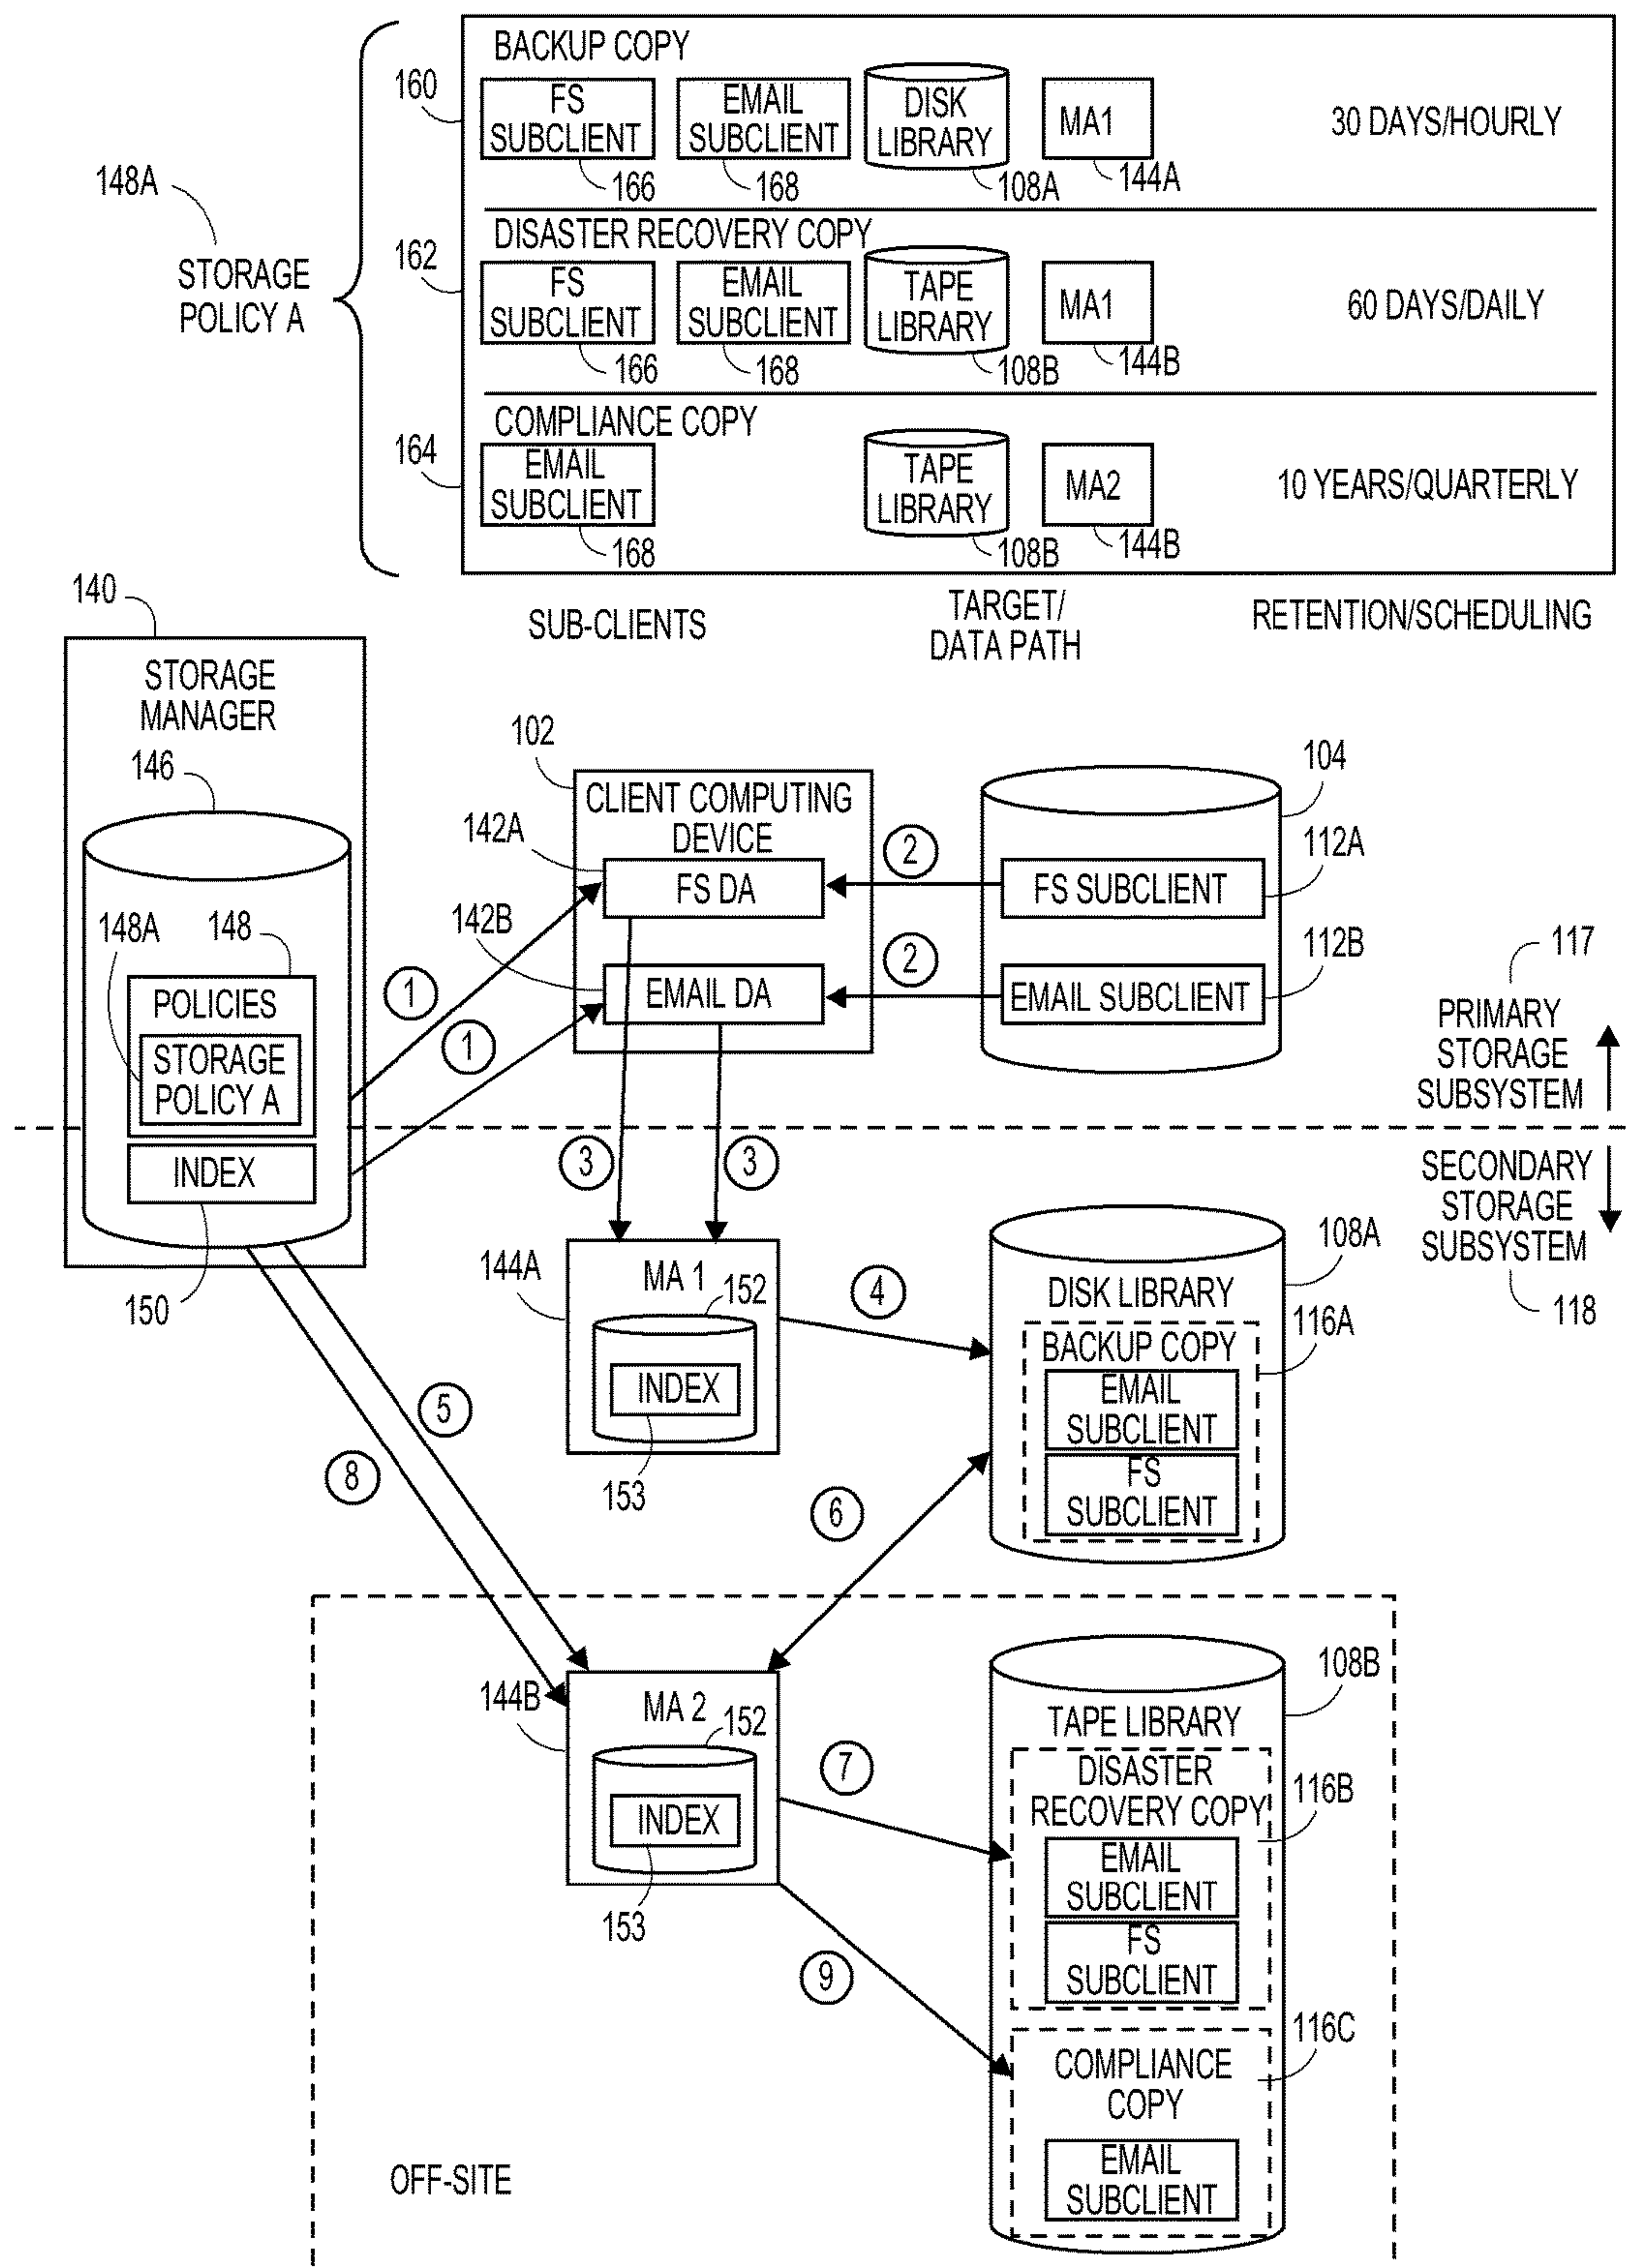 BACKUP COPY
160
FS
SUBCLIENT
166
EMAIL
SUBCLIENT
168
DISK
LIBRARY
108A
MA1
144A
30 DAYS/HOURLY
148A
STORAGE
POLICY A
DISASTER RECOVERY COPY
162
FS
SUBCLIENT
166
EMAIL
SUBCLIENT
168
TAPE
LIBRARY
108B
MA1
144B
60 DAYS/DAILY
COMPLIANCE COPY
164
EMAIL
SUBCLIENT
168
TAPE
LIBRARY
108B
MA2
144B
10 YEARS/QUARTERLY
SUB-CLIENTS
TARGET/
DATA PATH
RETENTION/SCHEDULING
140
STORAGE
MANAGER
146
148A
148
POLICIES
STORAGE
POLICY A
INDEX
150
102
CLIENT COMPUTING
DEVICE
142A
FS DA
142B
EMAIL DA
1
1
2
2
104
FS SUBCLIENT
112A
EMAIL SUBCLIENT
112B
117
PRIMARY
STORAGE
SUBSYSTEM
SECONDARY
STORAGE
SUBSYSTEM
118
3
3
144A
MA 1
152
INDEX
153
4
108A
DISK LIBRARY
116A
BACKUP COPY
EMAIL
SUBCLIENT
FS
SUBCLIENT
5
8
6
144B
MA 2
152
INDEX
153
7
9
108B
TAPE LIBRARY
DISASTER
RECOVERY COPY
116B
EMAIL
SUBCLIENT
FS
SUBCLIENT
116C
COMPLIANCE
COPY
EMAIL
SUBCLIENT
OFF-SITE